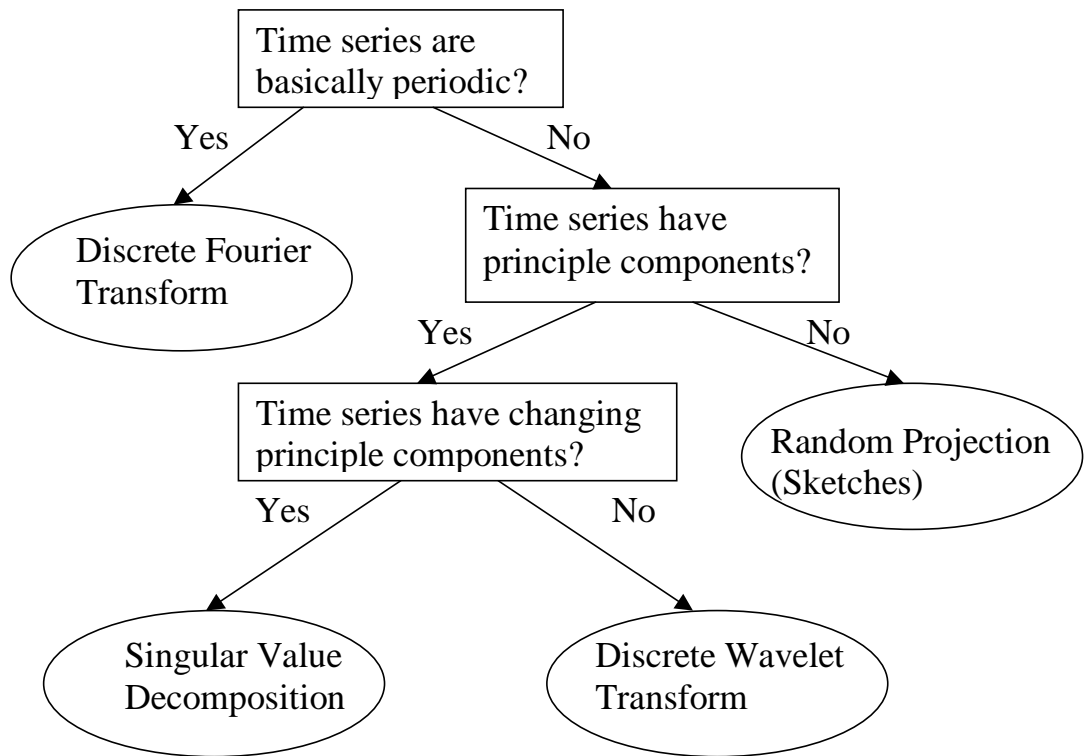 Time series are
basically periodic?
Yes
No
Discrete Fourier
Transform
Time series have
principle components?
Yes
No
Time series have changing
principle components?
Random Projection
(Sketches)
Yes
No
Singular Value
Decomposition
Discrete Wavelet
Transform